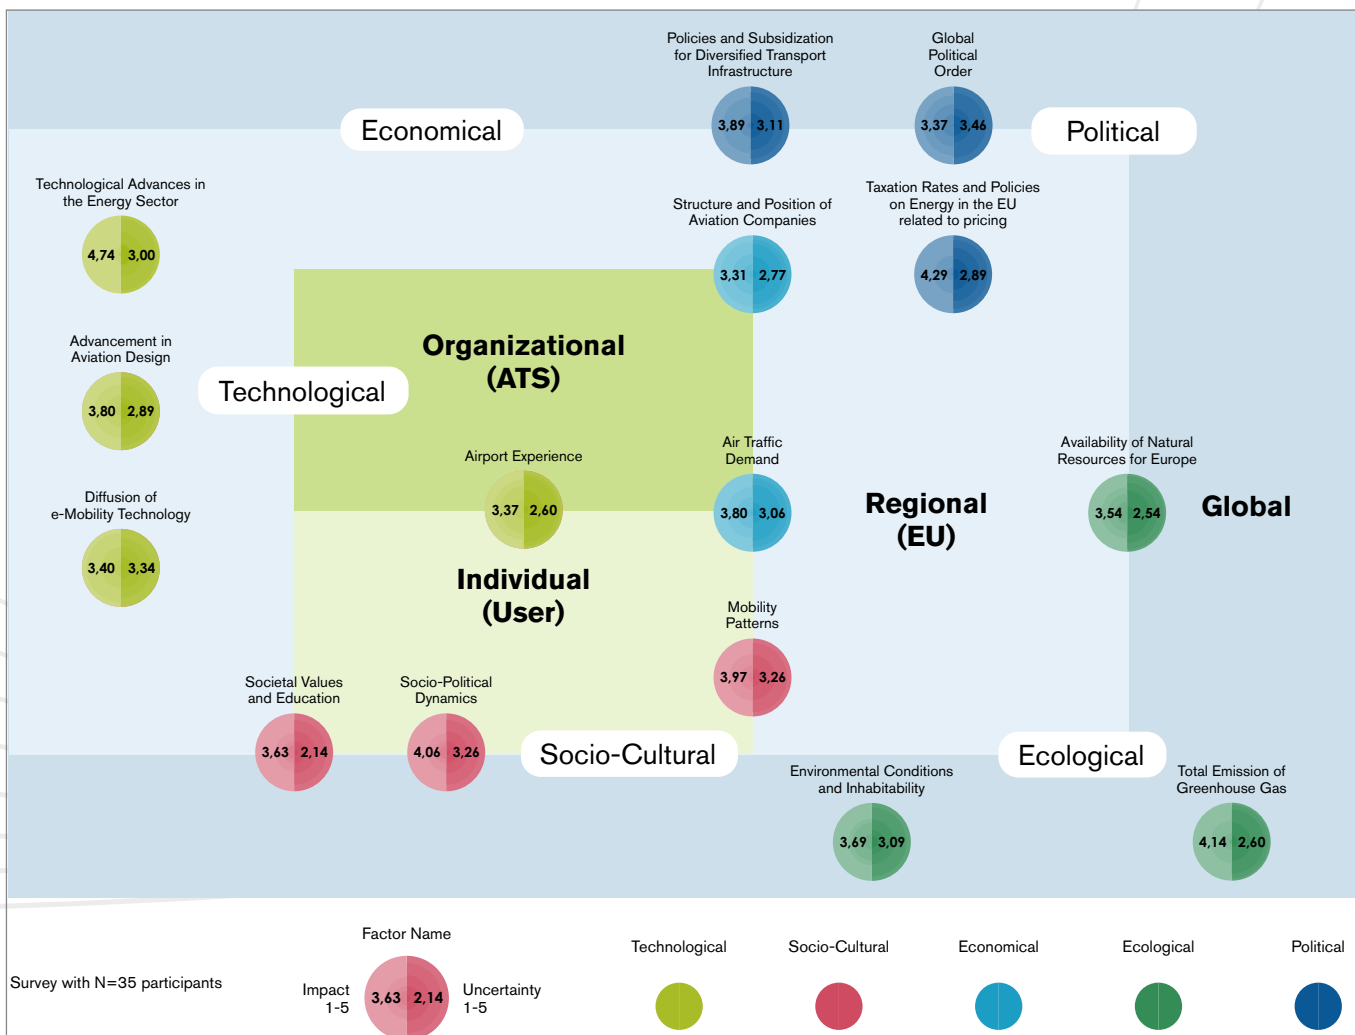 Policies and Subsidization
for Diversified Transport
Infrastructure
3,89 3,11
Global
Political
Order
3,37 3,46
Economical
Political
Technological Advances in
the Energy Sector
4,74 3,00
Structure and Position of
Aviation Companies
3,31 2,77
Taxation Rates and Policies
on Energy in the EU
related to pricing
4,29 2,89
Organizational
(ATS)
Advancement in
Aviation Design
3,80 2,89
Technological
Airport Experience
3,37 2,60
Air Traffic
Demand
3,80 3,06
Regional
(EU)
Availability of Natural
Resources for Europe
3,54 2,54
Global
Diffusion of
e-Mobility Technology
3,40 3,34
Individual
(User)
Mobility
Patterns
3,97 3,26
Societal Values
and Education
3,63 2,14
Socio-Political
Dynamics
4,06 3,26
Socio-Cultural
Ecological
Environmental Conditions
and Inhabitability
3,69 3,09
Total Emission of
Greenhouse Gas
4,14 2,60
Survey with N=35 participants
Factor Name
Impact
1-5
3,63 2,14
Uncertainty
1-5
Technological
Socio-Cultural
Economical
Ecological
Political